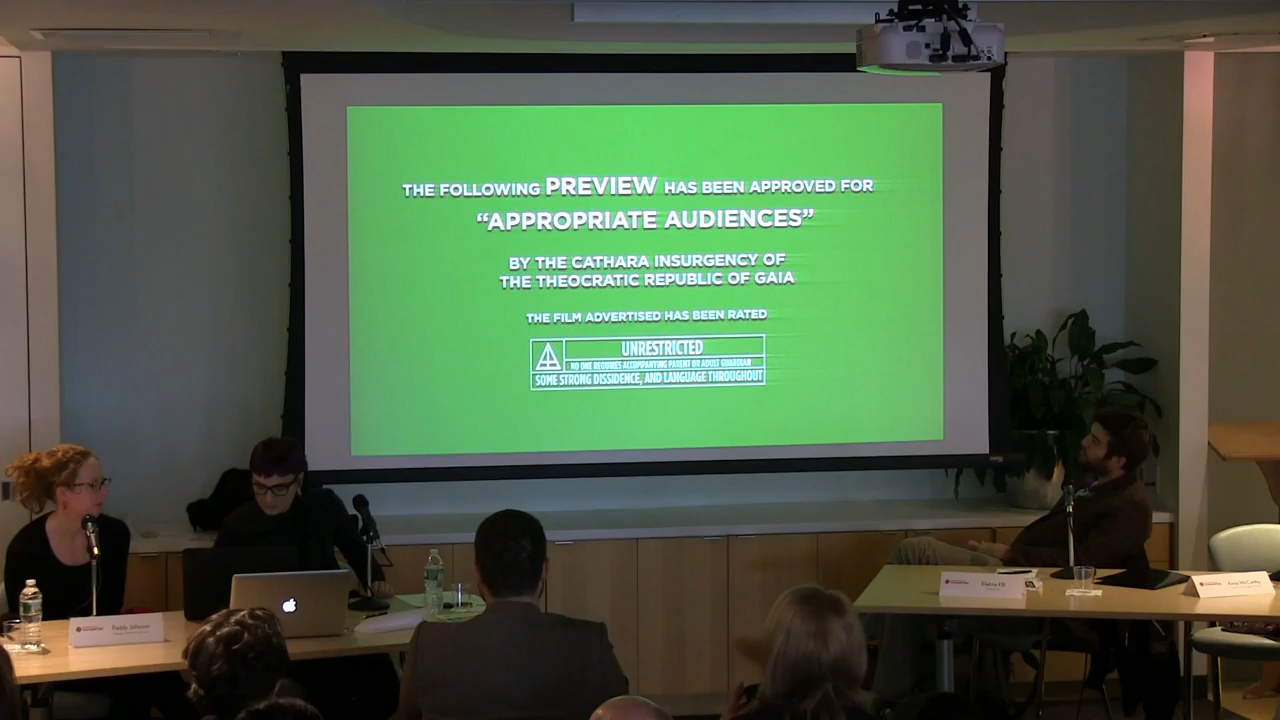 THE FOLLOWING PREVIEW HAS BEEN APPROVED FOR
“APPROPRIATE AUDIENCES”
BY THE CATHARA INSURGENCY OF
THE THEOCRATIC REPUBLIC OF GAIA
THE FILM ADVERTISED HAS BEEN RATED
UNRESTRICTED
NO ONE REQUIRES ACCOMPANYING PARENT OR ADULT GUARDIAN
SOME STRONG DISSIDENCE, AND LANGUAGE THROUGHOUT
Paddy Johnson